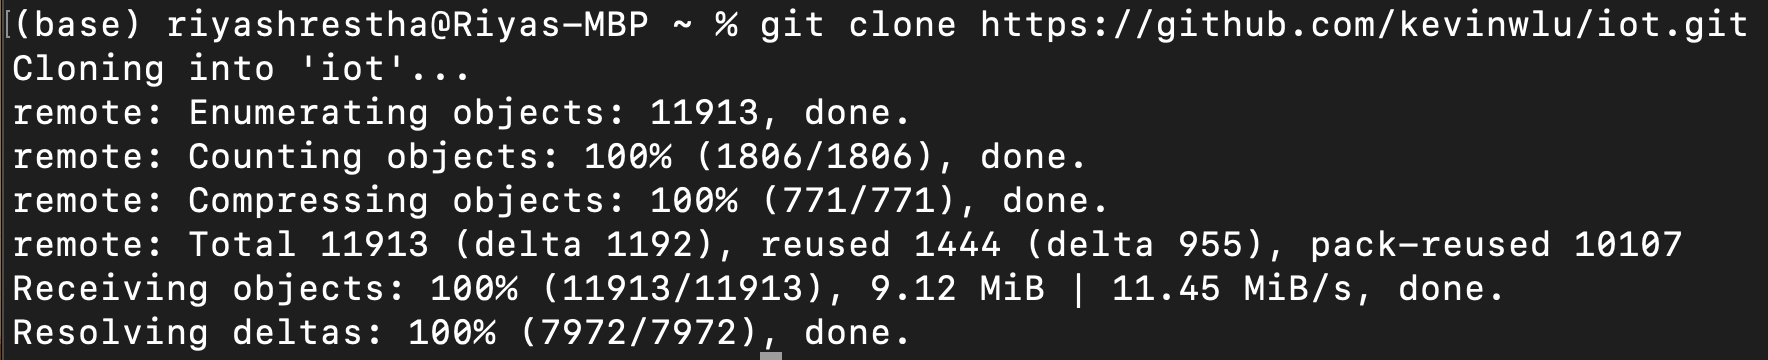 (base) riyashrestha@Riyas-MBP ~ % git clone https://github.com/kevinwlu/iot.git
Cloning into 'iot'...
remote: Enumerating objects: 11913, done.
remote: Counting objects: 100% (1806/1806), done.
remote: Compressing objects: 100% (771/771), done.
remote: Total 11913 (delta 1192), reused 1444 (delta 955), pack-reused 10107
Receiving objects: 100% (11913/11913), 9.12 MiB | 11.45 MiB/s, done.
Resolving deltas: 100% (7972/7972), done.